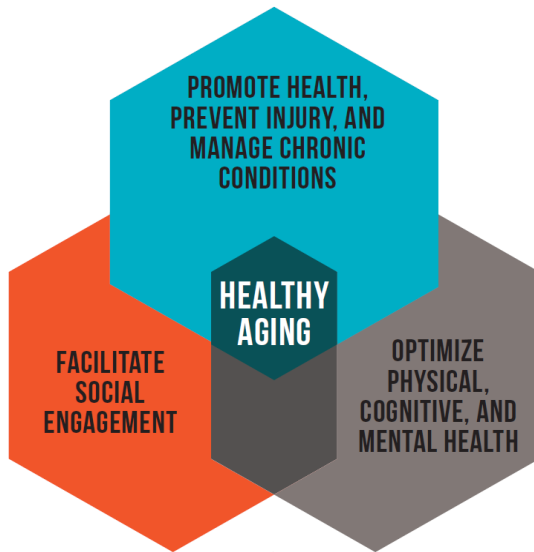 PROMOTE HEALTH,
PREVENT INJURY, AND
MANAGE CHRONIC
CONDITIONS
HEALTHY
AGING
FACILITATE
SOCIAL
ENGAGEMENT
OPTIMIZE
PHYSICAL,
COGNITIVE, AND
MENTAL HEALTH